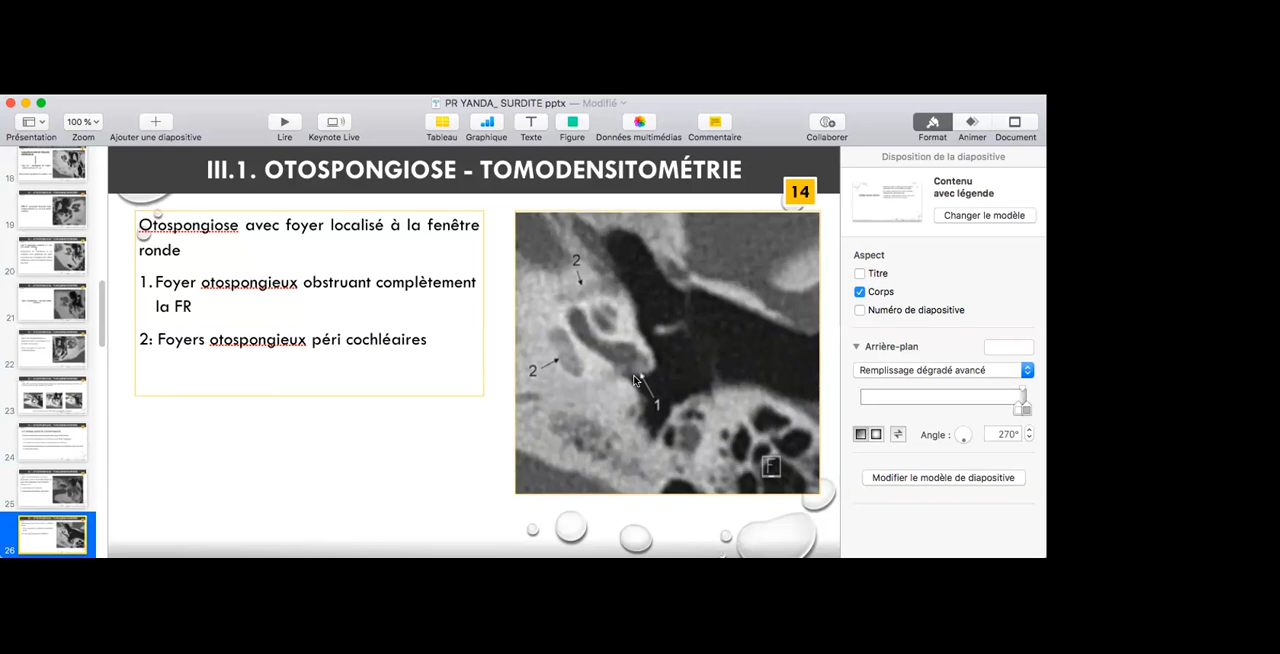 PR YANDA_ SURDITE pptx — Modifié
100 %
Présentation Zoom Ajouter une diapositive Lire Keynote Live Tableau Graphique Texte Figure Données multimédias Commentaire Collaborer Format Animer Document
18
19
20
21
22
23
24
25
26
III.1. OTOSPONGIOSE - TOMODENSITOMÉTRIE
14
Otospongiose avec foyer localisé à la fenêtre
ronde
1. Foyer otospongieux obstruant complètement
la FR
2: Foyers otospongieux péri cochléaires
2
2
1
F
Disposition de la diapositive
Contenu
avec légende
Changer le modèle
Aspect
Titre
Corps
Numéro de diapositive
Arrière-plan
Remplissage dégradé avancé
Angle : 270°
Modifier le modèle de diapositive